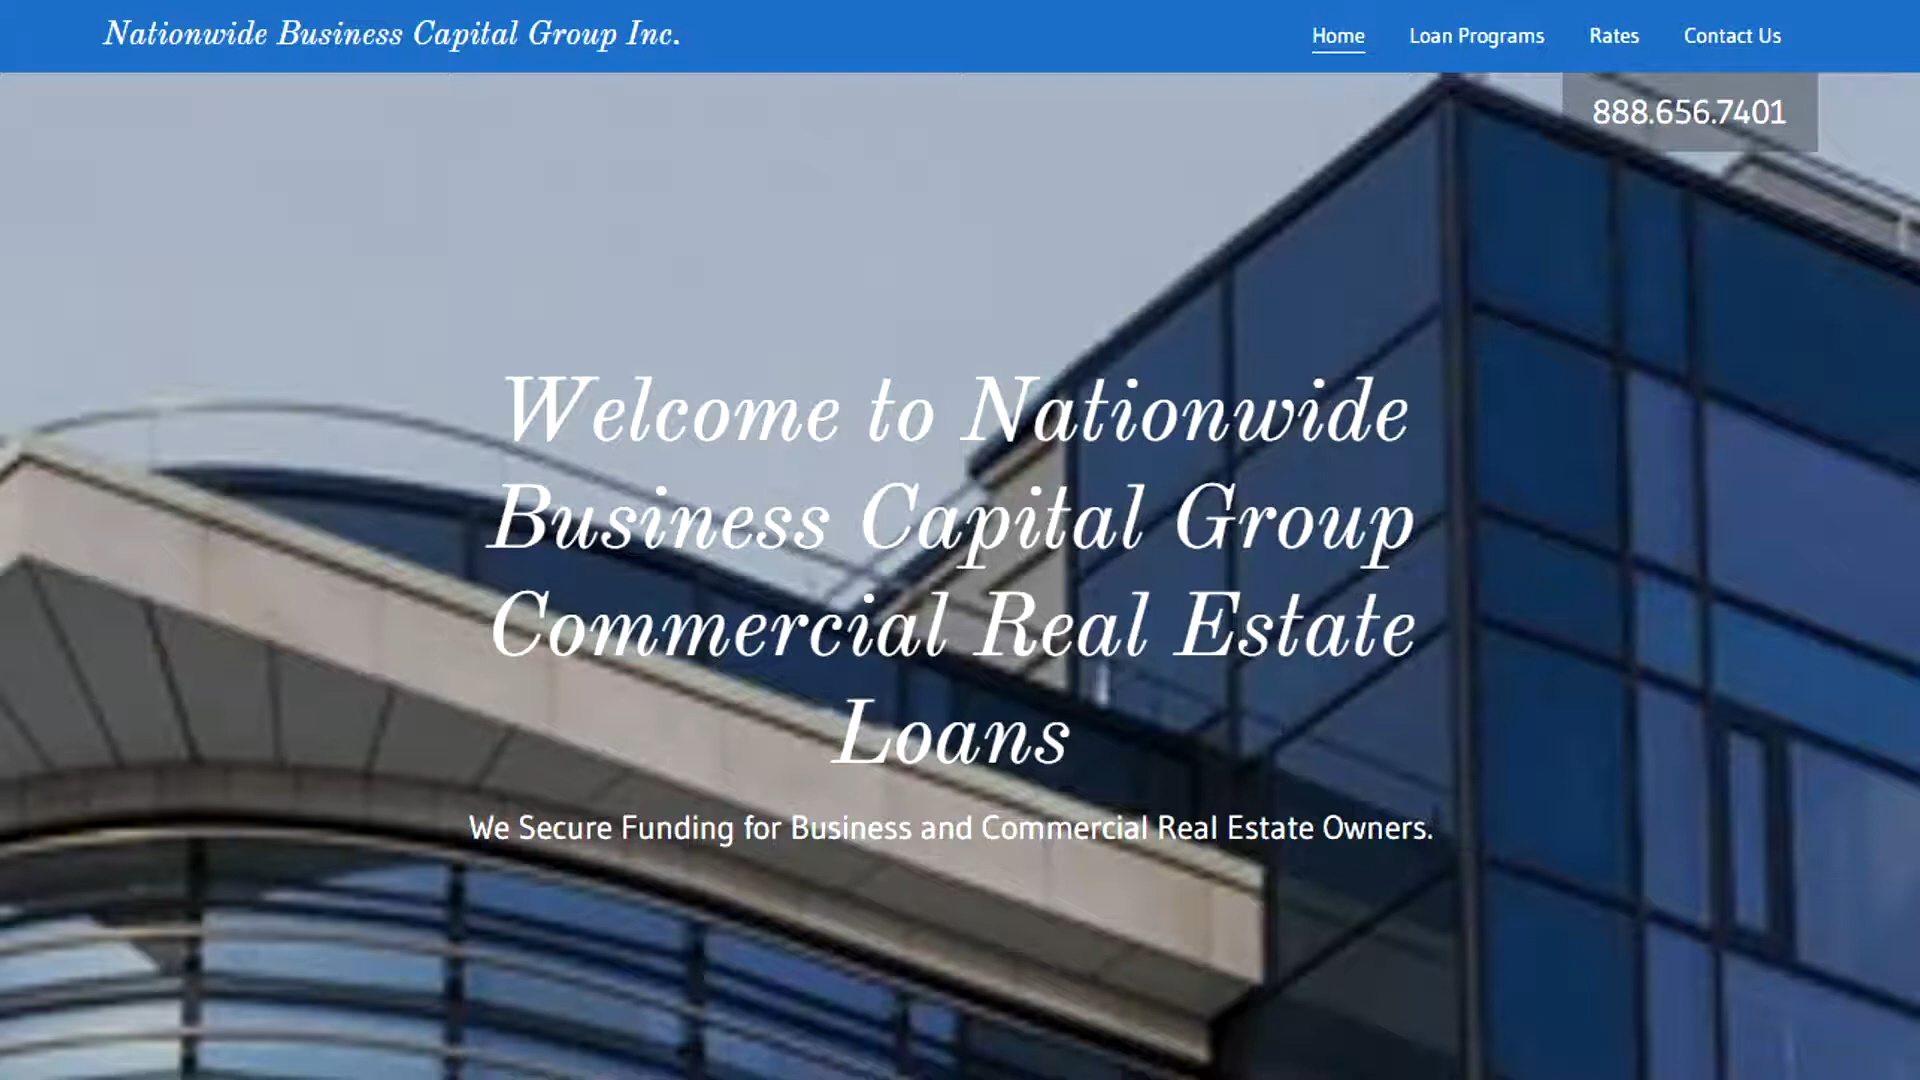 Nationwide Business Capital Group Inc.
Home
Loan Programs
Rates
Contact Us
888.656.7401
Welcome to Nationwide
Business Capital Group
Commercial Real Estate
Loans
We Secure Funding for Business and Commercial Real Estate Owners.